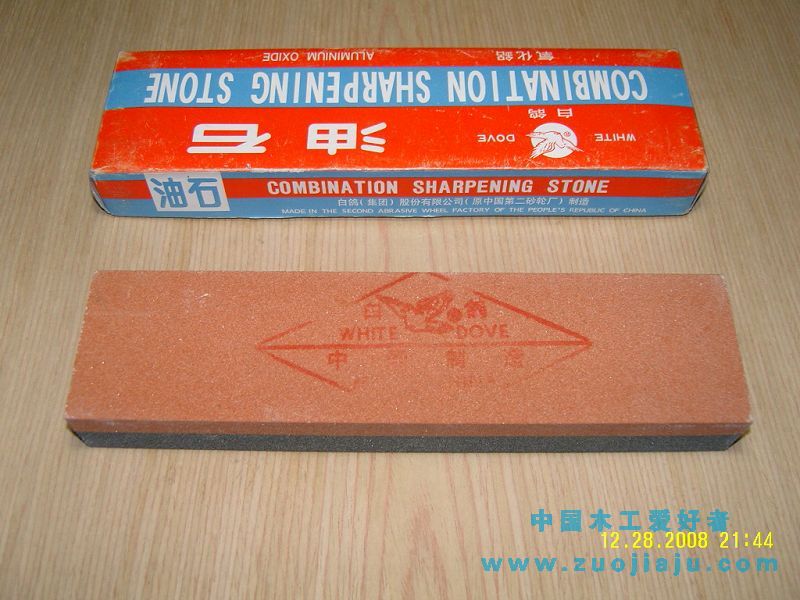 ALUMINIUM OXIDE 氧化鋁
COMBINATION SHARPENING STONE
油石
白鸽
WHITE DOVE
油石
COMBINATION SHARPENING STONE
白鸽(集团)股份有限公司(原中国第二砂轮厂)制造
MADE IN THE SECOND ABRASIVE WHEEL FACTORY OF THE PEOPLE'S REPUBLIC OF CHINA
白
WHITE DOVE
中 制造
中国木工爱好者
12.28.2008 21:44
www.zuojiaju.com